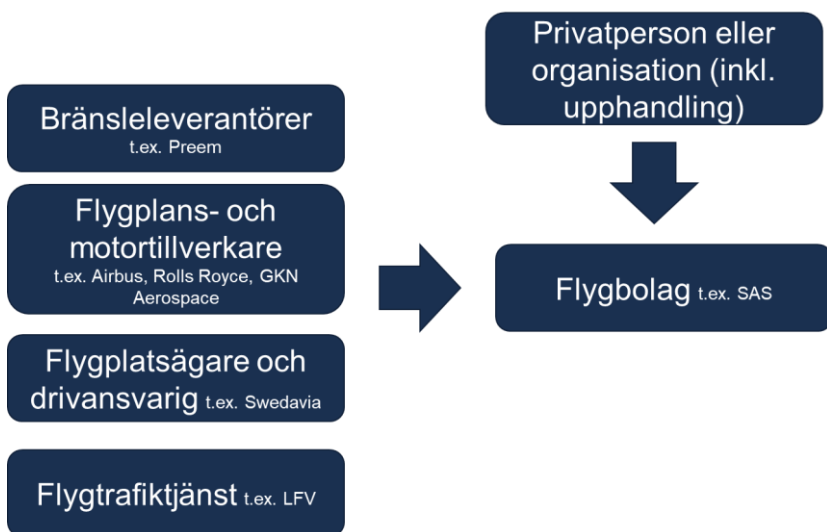 Bränsleleverantörer
t.ex. Preem
Flygplans- och
motortillverkare
t.ex. Airbus, Rolls Royce, GKN
Aerospace
Flygplatsägare och
drivansvarig t.ex. Swedavia
Flygtrafiktjänst t.ex. LFV
Privatperson eller
organisation (inkl.
upphandling)
Flygbolag t.ex. SAS